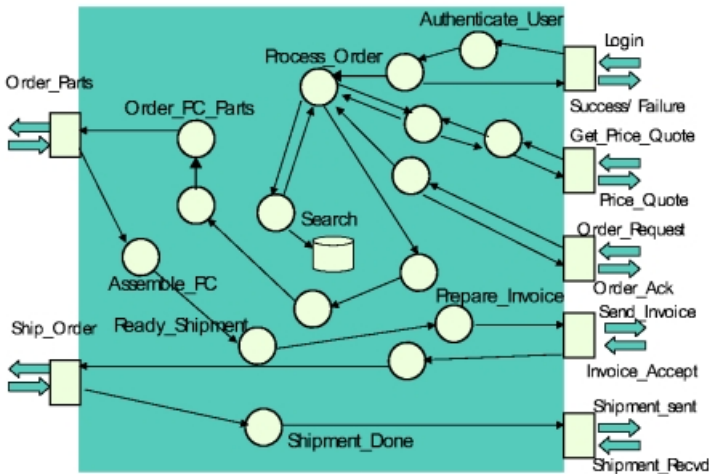 Authenticate_User
Login
Process_Order
Order_Parts
Order_PC_Parts
Success/ Failure
Get_Price_Quote
Price_Quote
Search
Order_Request
Assemble_PC
Order_Ack
Prepare_Invoice
Send_Invoice
Ship_Order
Ready_Shipment
Invoice_Accept
Shipment_sent
Shipment_Done
Shipment_Recvd